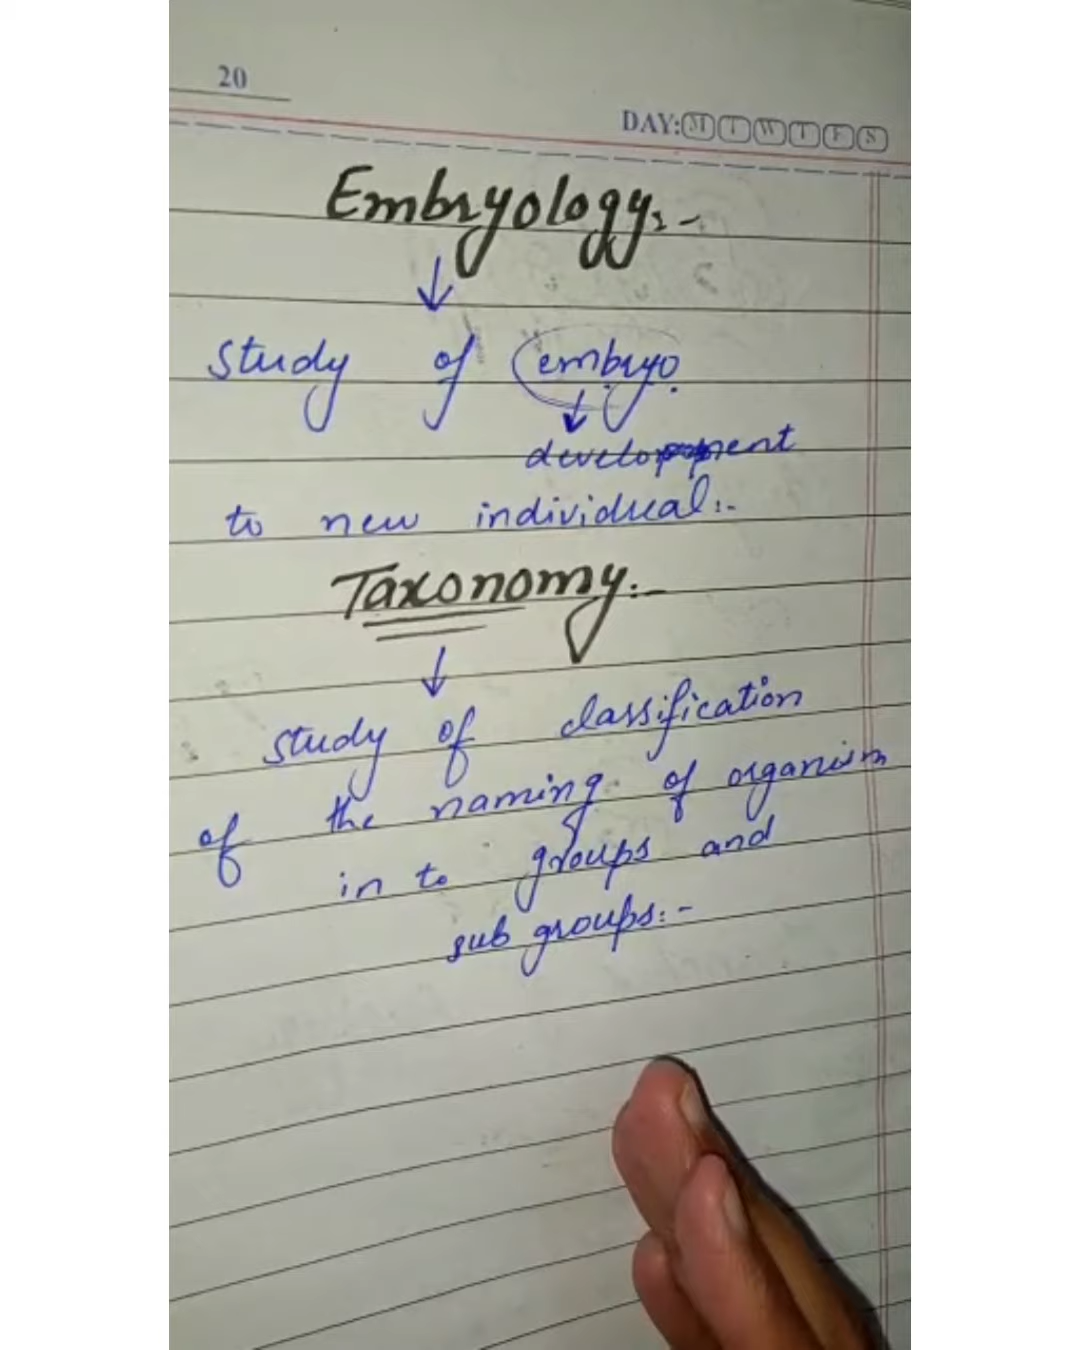 20
DAY: M T W T F S
Embryology:-
↓
study of embryo.
↓
development
to new individual:-
Taxonomy:-
↓
study of classification
of the naming of organism
in to groups and
sub groups:-